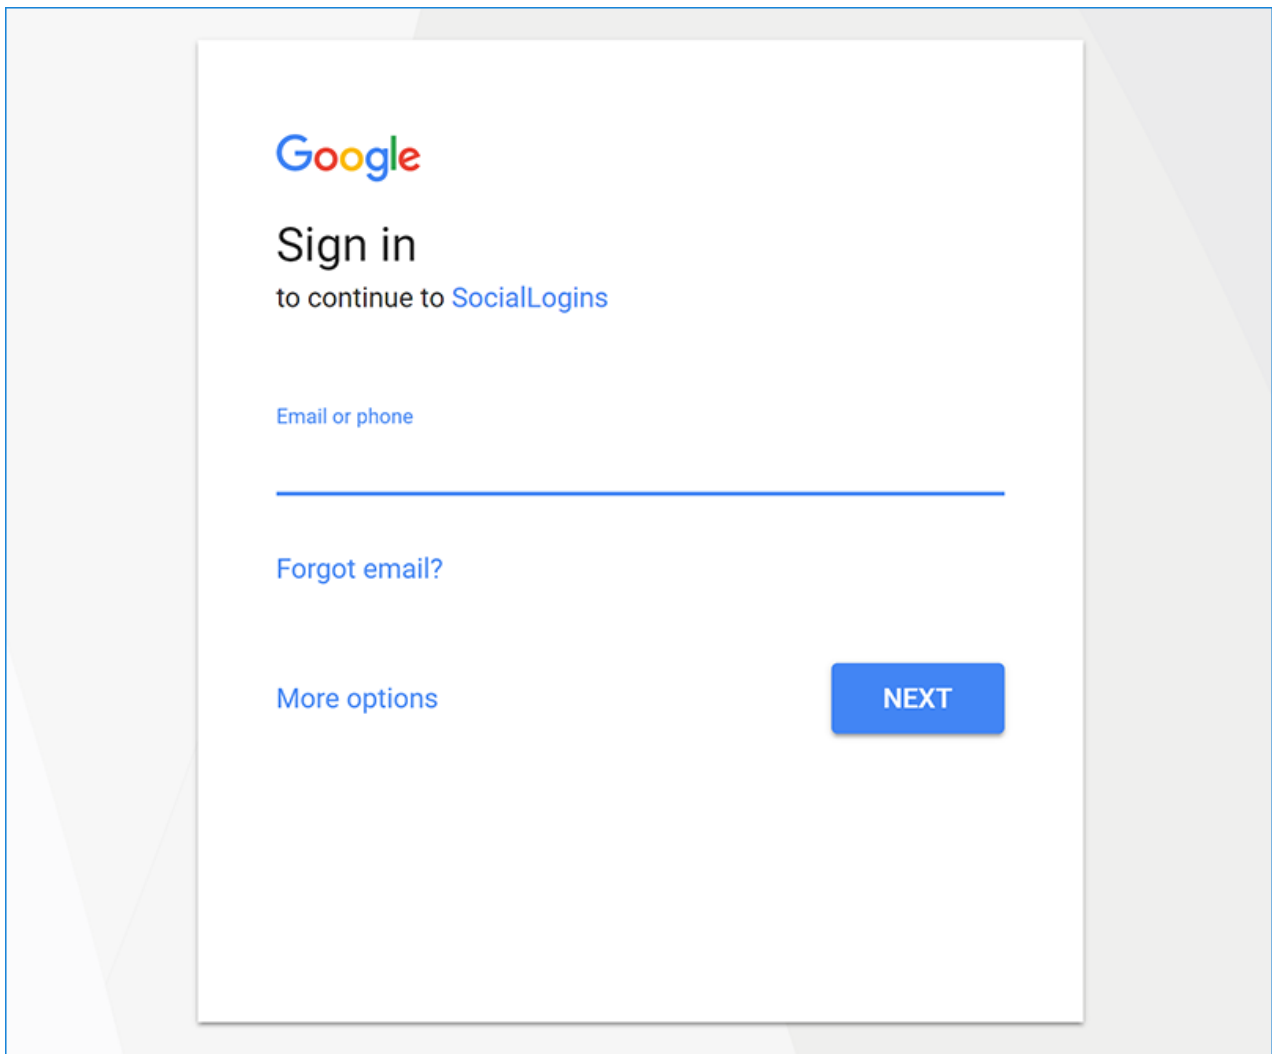 Google
Sign in
to continue to SocialLogins
Email or phone
Forgot email?
More options
NEXT